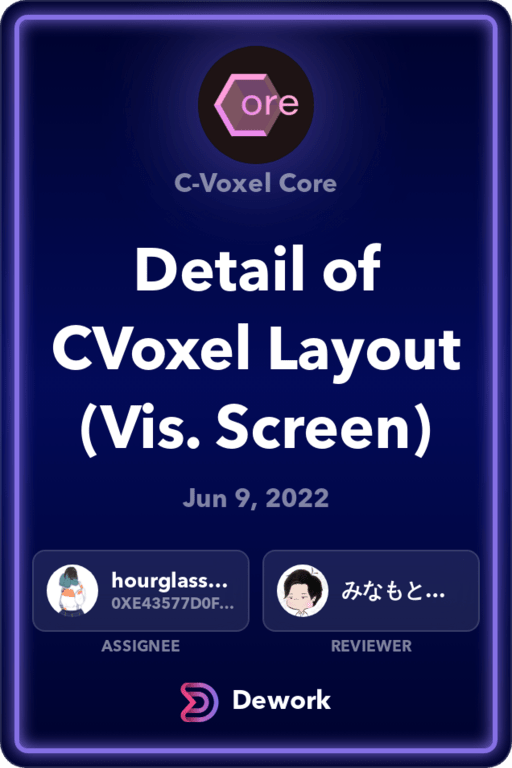 ore
C-Voxel Core
Detail of
CVoxel Layout
(Vis. Screen)
Jun 9, 2022
hourglass...
0XE43577D0F...
みなもと...
ASSIGNEE
REVIEWER
Dework